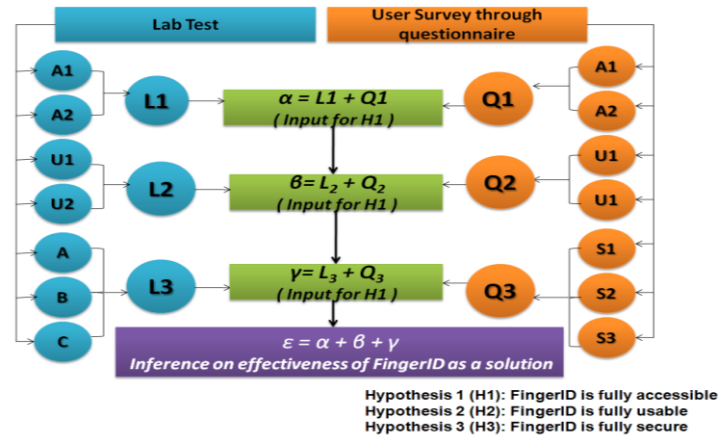 Lab Test
User Survey through
questionnaire
A1
A2
U1
U2
A
B
C
L1
L2
L3
α = L1 + Q1
( Input for H1 )
β= L₂ + Q₂
( Input for H1 )
γ= L₃ + Q₃
( Input for H1 )
Q1
Q2
Q3
A1
A2
U1
U1
S1
S2
S3
ε = α + β + γ
Inference on effectiveness of FingerID as a solution
Hypothesis 1 (H1): FingerID is fully accessible
Hypothesis 2 (H2): FingerID is fully usable
Hypothesis 3 (H3): FingerID is fully secure